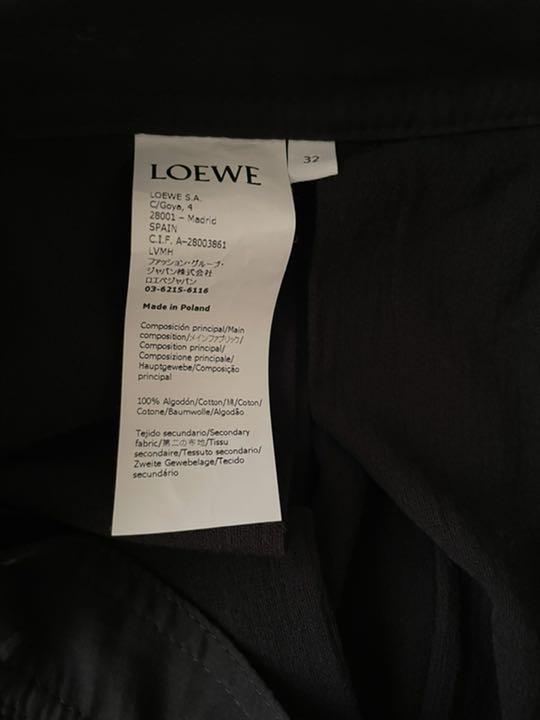 LOEWE
32
LOEWE S.A.
C/Goya, 4
28001 – Madrid
SPAIN
C.I.F. A–28003861
LVMH
ファッション・グループ・
ジャパン株式会社
ロエベジャパン
03-6215-6116
Made in Poland
Composición principal/Main
composition/メインファブリック/
Composition principal/
Composizione principale/
Hauptgewebe/Composição
principal
100% Algodón/Cotton/綿/Coton/
Cotone/Baumwolle/Algodão
Tejido secundario/Secondary
fabric/第二の布地/Tissu
secondaire/Tessuto secondario/
Zweite Gewebelage/Tecido
secundário